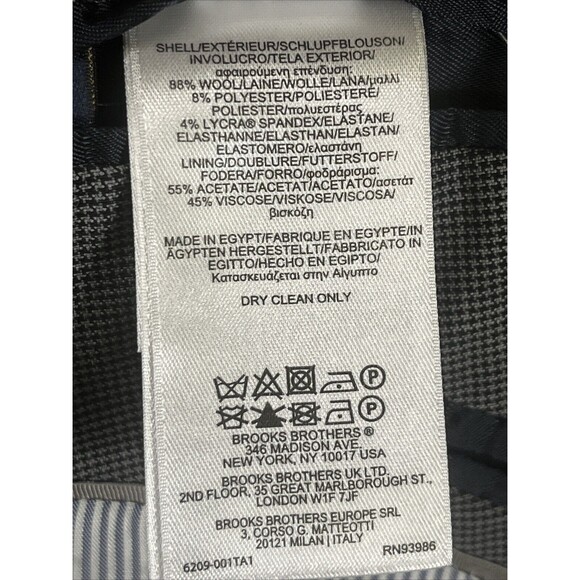 SHELL/EXTÉRIEUR/SCHLUPFBLOUSON/
INVOLUCRO/TELA EXTERIOR/
αφαιρούμενη επένδυση:
88% WOOL/LAINE/WOLLE/LANA/μαλλί
8% POLYESTER/POLIESTERE/
POLIESTER/πολυεστέρας
4% LYCRA® SPANDEX/ELASTANE/
ELASTHANNE/ELASTHAN/ELASTAN/
ELASTOMERO/ελαστάνη
LINING/DOUBLURE/FUTTERSTOFF/
FODERA/FORRO/φοδράρισμα:
55% ACETATE/ACETAT/ACETATO/ασετάτ
45% VISCOSE/VISKOSE/VISCOSA/
βισκόζη
MADE IN EGYPT/FABRIQUE EN EGYPTE/IN
ÄGYPTEN HERGESTELLT/FABBRICATO IN
EGITTO/HECHO EN EGIPTO/
Κατασκευάζεται στην Αίγυπτο
DRY CLEAN ONLY
P
P
BROOKS BROTHERS ®
346 MADISON AVE.
NEW YORK, NY 10017 USA
BROOKS BROTHERS UK LTD.
2ND FLOOR, 35 GREAT MARLBOROUGH ST.,
LONDON W1F 7JF
BROOKS BROTHERS EUROPE SRL
3, CORSO G. MATTEOTTI
20121 MILAN | ITALY
6209-001TA1 RN93986